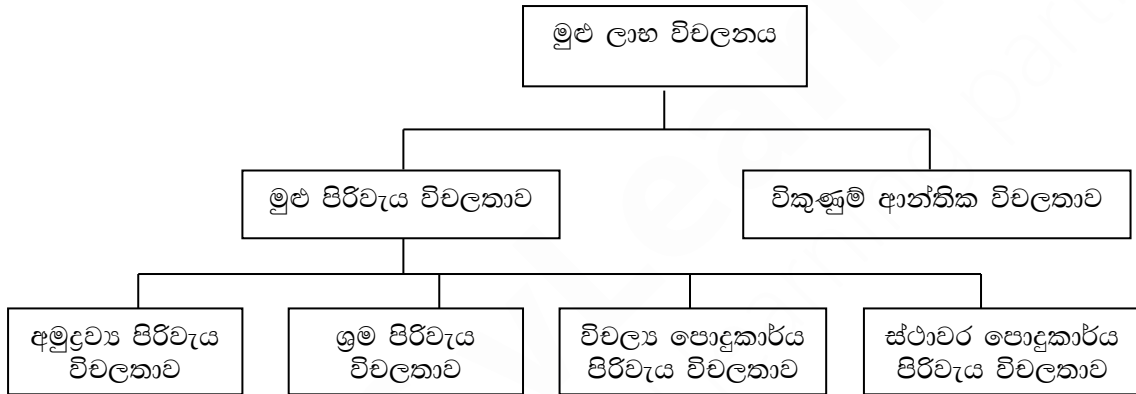 මුළු ලාභ විචලනය
මුළු පිරිවැය විචලතාව
විකුණුම් ආන්තික විචලතාව
අමුද්‍රව්‍ය පිරිවැය
විචලතාව
ශ්‍රම පිරිවැය
විචලතාව
විචල්‍ය පොදුකාර්ය
පිරිවැය විචලතාව
ස්ථාවර පොදුකාර්ය
පිරිවැය විචලතාව